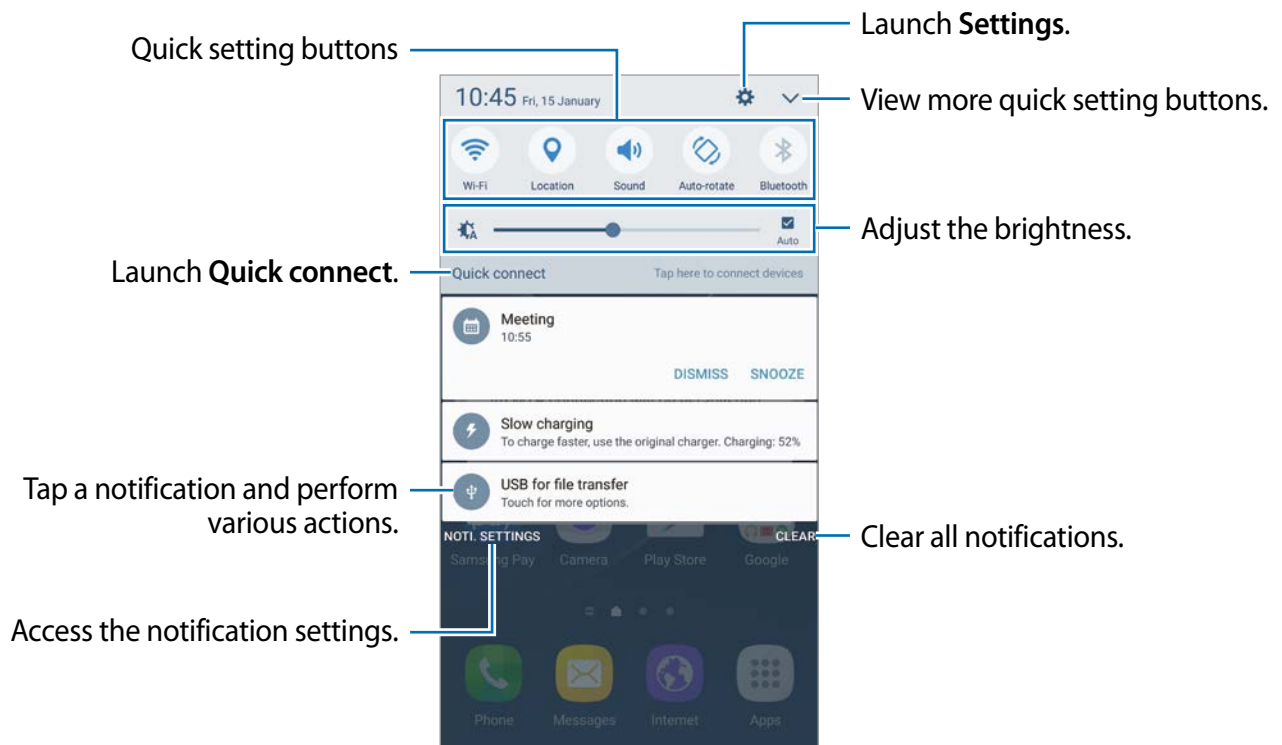 Launch Settings.
Quick setting buttons
10:45 Fri, 15 January
View more quick setting buttons.
Wi-Fi Location Sound Auto-rotate Bluetooth
A
Adjust the brightness.
Auto
Launch Quick connect.
Quick connect Tap here to connect devices
Meeting
10:55
DISMISS SNOOZE
Slow charging
To charge faster, use the original charger. Charging: 52%
Tap a notification and perform
various actions.
USB for file transfer
Touch for more options.
NOTI. SETTINGS CLEAR
Clear all notifications.
Samsung Pay Camera Play Store Google
Access the notification settings.
Phone Messages Internet Apps